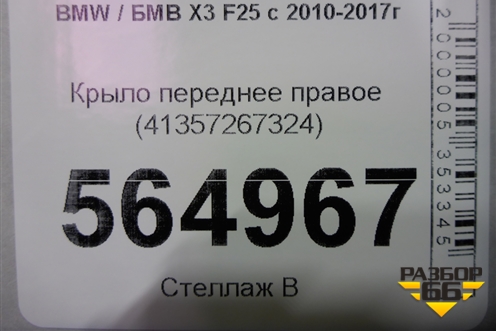 BMW / БМВ X3 F25 с 2010-2017г
Крыло переднее правое
(41357267324)
564967
Стеллаж В
2000005353345
РАЗБОР
66